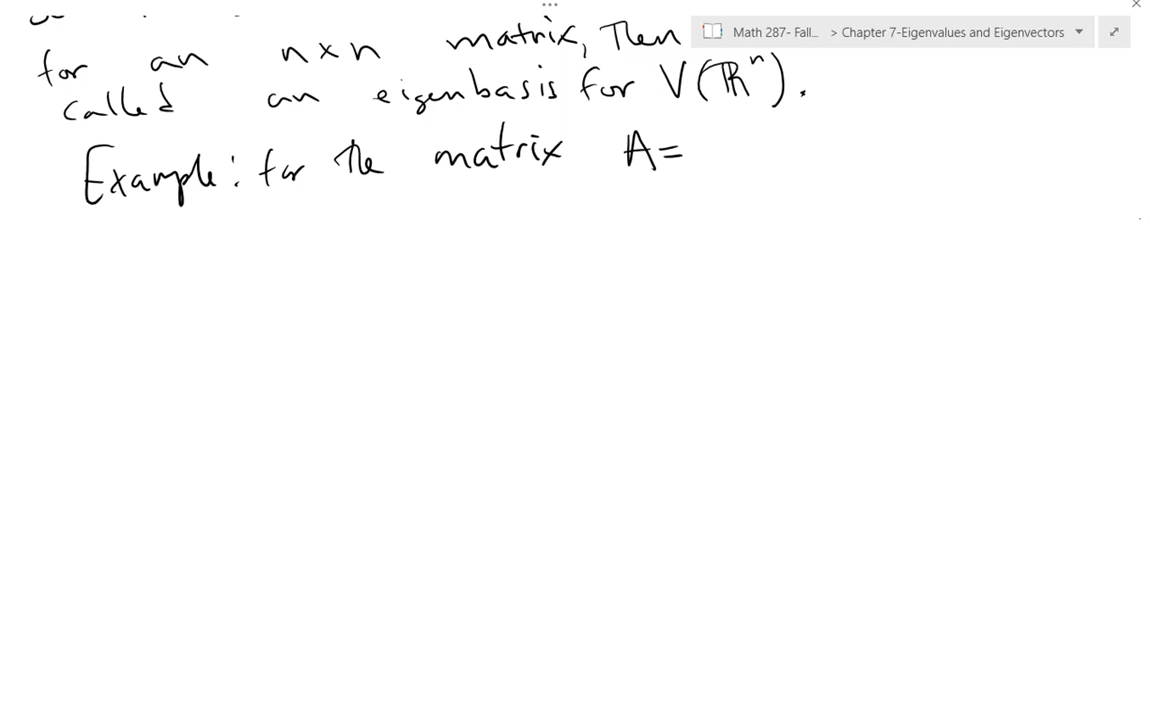 for an n×n matrix, Then
Math 287- Fall... > Chapter 7-Eigenvalues and Eigenvectors
called an eigenbasis for V(ℝⁿ).
Example: for the matrix A=